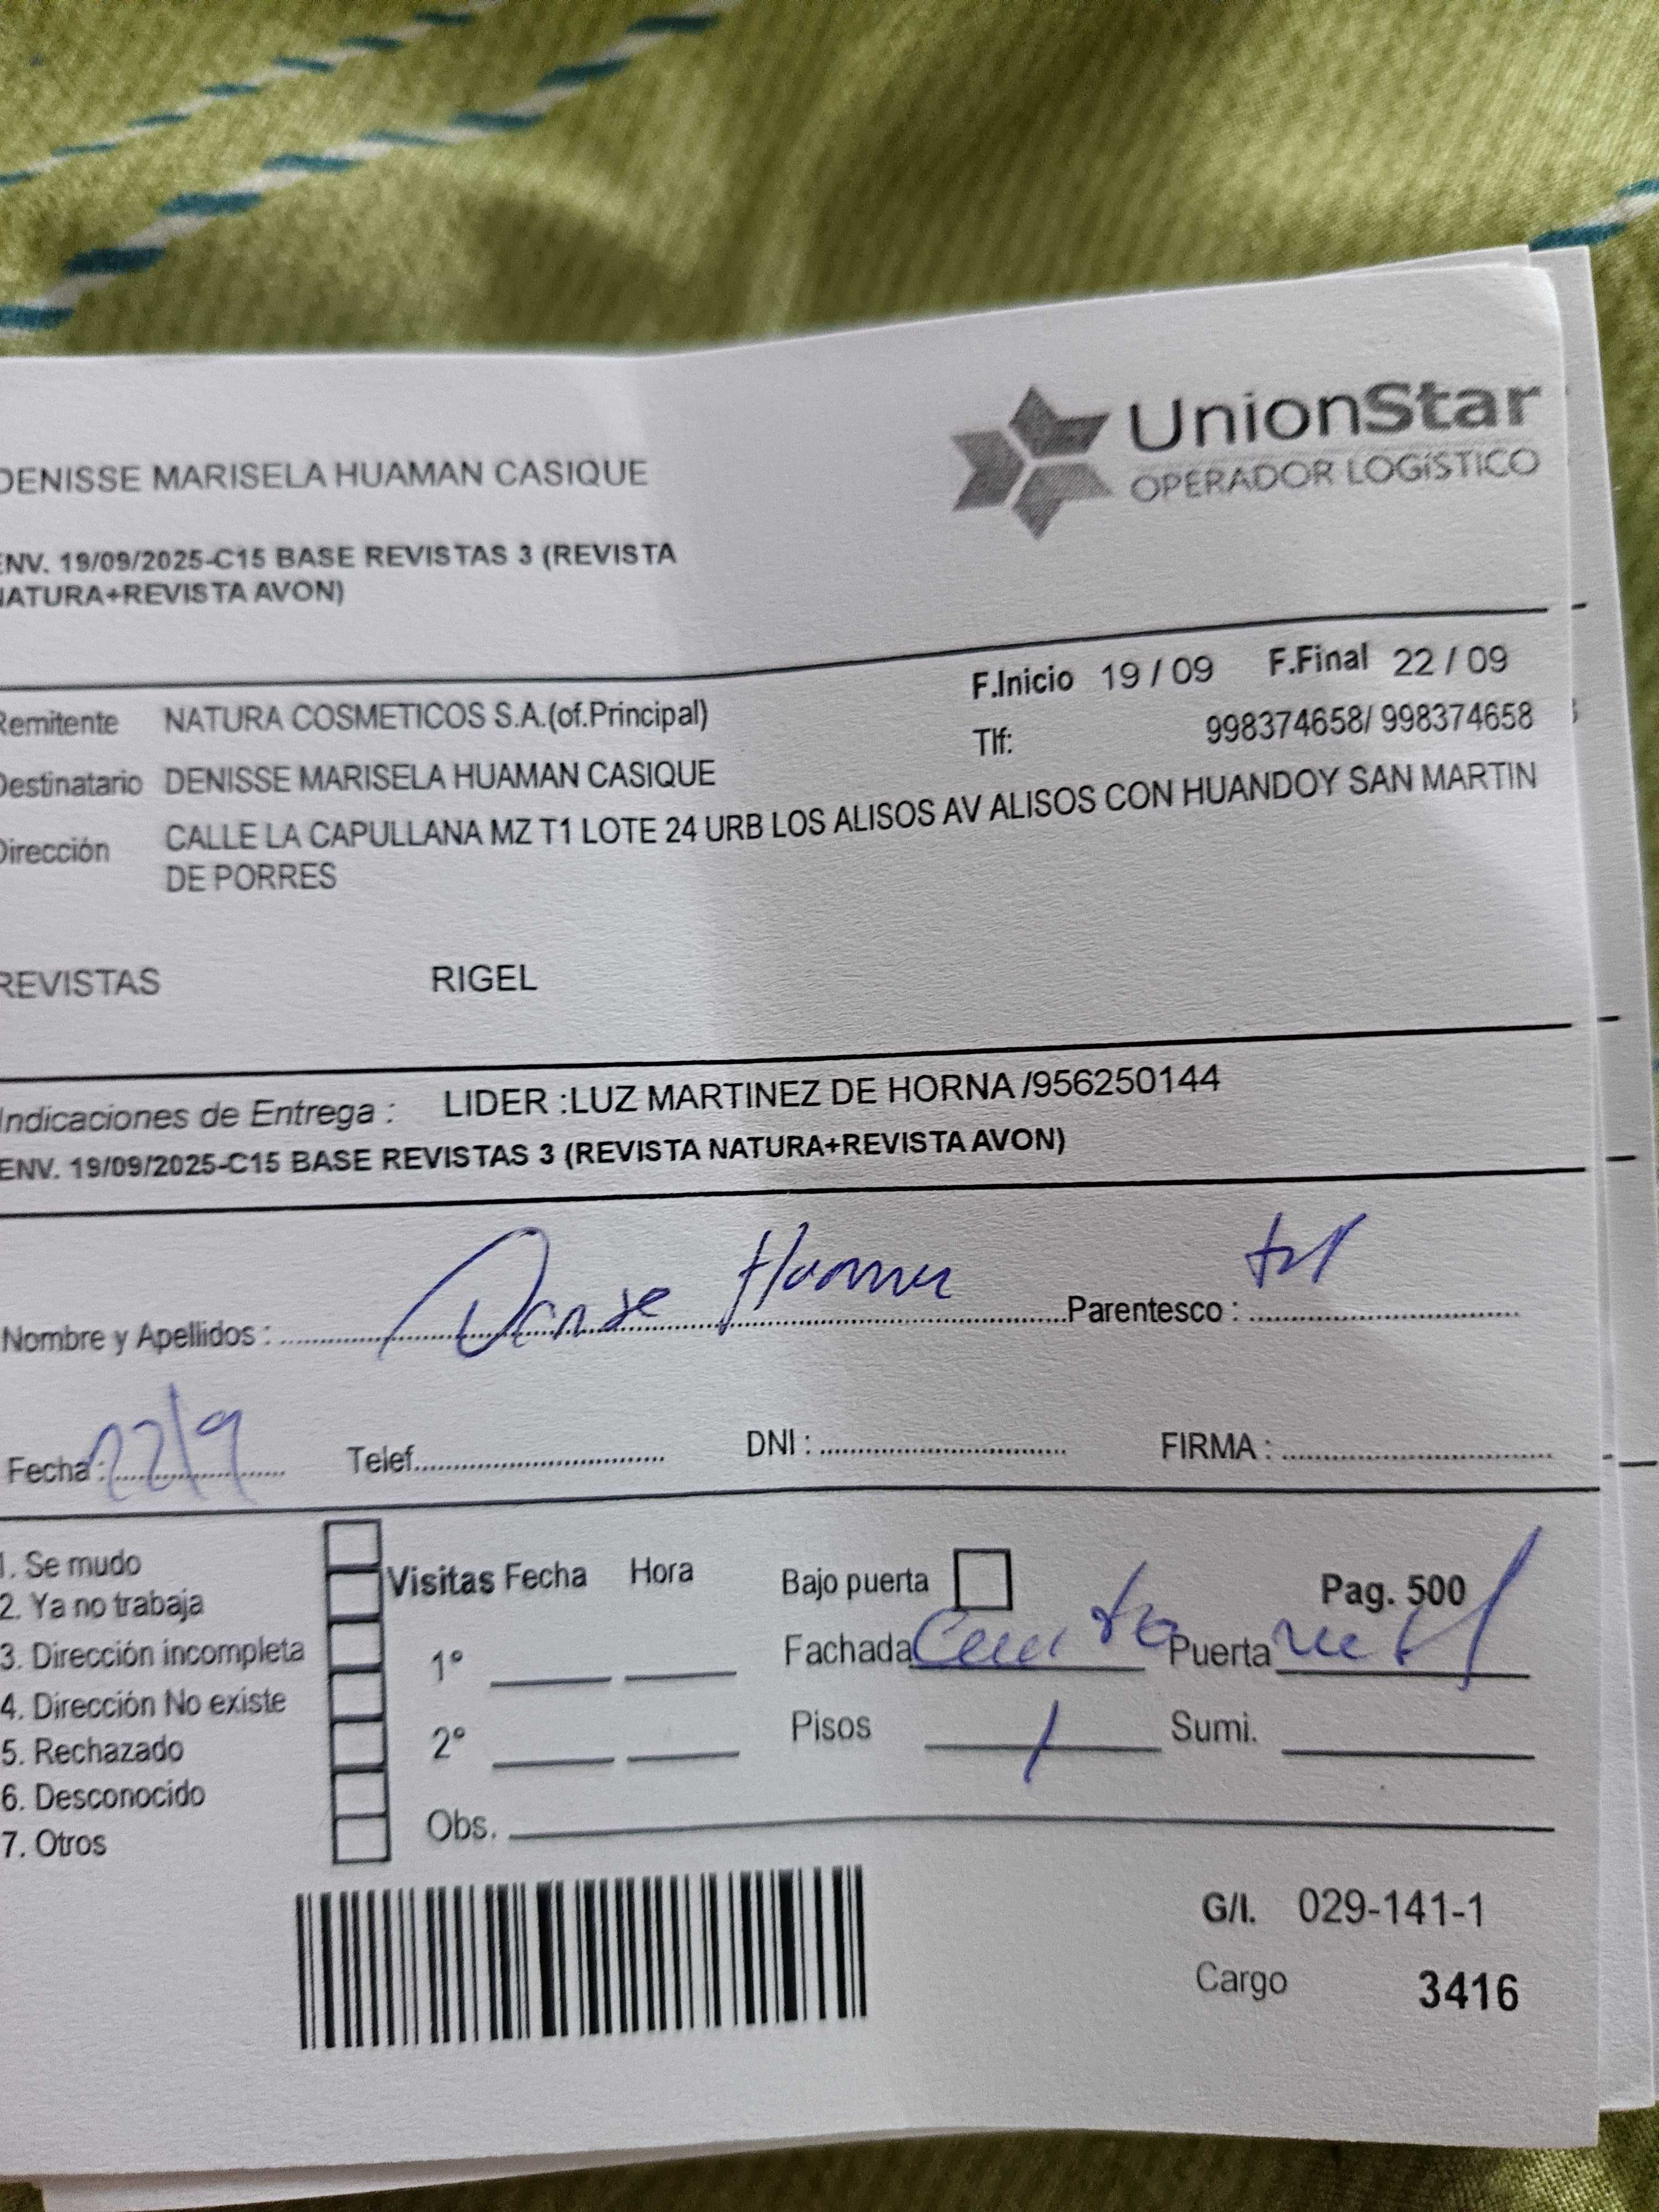 UnionStar
OPERADOR LOGÍSTICO
DENISSE MARISELA HUAMAN CASIQUE
ENV. 19/09/2025-C15 BASE REVISTAS 3 (REVISTA
NATURA+REVISTA AVON)
F.Inicio 19 / 09 F.Final 22 / 09
Remitente NATURA COSMETICOS S.A.(of.Principal)
Tlf: 998374658/ 998374658
Destinatario DENISSE MARISELA HUAMAN CASIQUE
Dirección CALLE LA CAPULLANA MZ T1 LOTE 24 URB LOS ALISOS AV ALISOS CON HUANDOY SAN MARTIN
DE PORRES
REVISTAS RIGEL
Indicaciones de Entrega : LIDER :LUZ MARTINEZ DE HORNA /956250144
ENV. 19/09/2025-C15 BASE REVISTAS 3 (REVISTA NATURA+REVISTA AVON)
Nombre y Apellidos : Parentesco : tit
Fecha : 22/9 Telef. DNI : FIRMA :
1. Se mudo
2. Ya no trabaja
3. Dirección incompleta
4. Dirección No existe
5. Rechazado
6. Desconocido
7. Otros
Visitas Fecha Hora
1°
2°
Obs.
Bajo puerta Pag. 500
Fachada Puerta
Pisos 1 Sumi.
G/I. 029-141-1
Cargo 3416